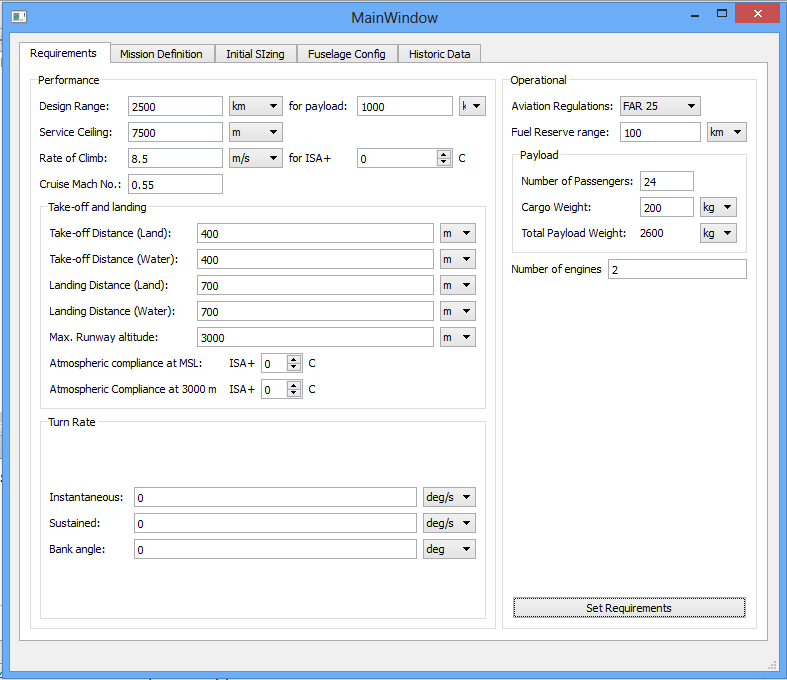 MainWindow
Requirements Mission Definition Initial SIzing Fuselage Config Historic Data
Performance
Design Range: 2500 km for payload: 1000
Service Ceiling: 7500 m
Rate of Climb: 8.5 m/s for ISA+ 0 C
Cruise Mach No.: 0.55
Take-off and landing
Take-off Distance (Land): 400 m
Take-off Distance (Water): 400 m
Landing Distance (Land): 700 m
Landing Distance (Water): 700 m
Max. Runway altitude: 3000 m
Atmospheric compliance at MSL: ISA+ 0 C
Atmospheric Compliance at 3000 m ISA+ 0 C
Turn Rate
Instantaneous: 0 deg/s
Sustained: 0 deg/s
Bank angle: 0 deg
Operational
Aviation Regulations: FAR 25
Fuel Reserve range: 100 km
Payload
Number of Passengers: 24
Cargo Weight: 200 kg
Total Payload Weight: 2600 kg
Number of engines 2
Set Requirements